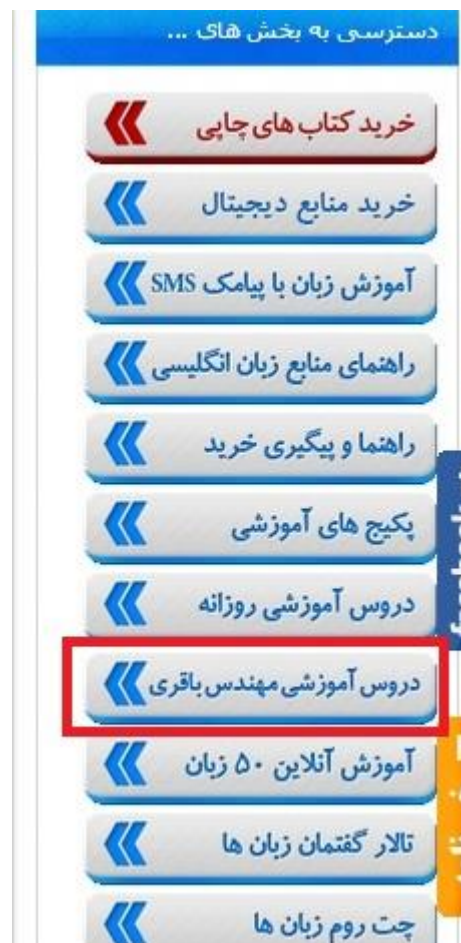 دسترسی به بخش های ...
خرید کتاب های چاپی
خرید منابع دیجیتال
آموزش زبان با پیامک SMS
راهنمای منابع زبان انگلیسی
راهنما و پیگیری خرید
پکیج های آموزشی
دروس آموزشی روزانه
دروس آموزشی مهندس باقری
آموزش آنلاین ۵۰ زبان
تالار گفتمان زبان ها
چت روم زبان ها